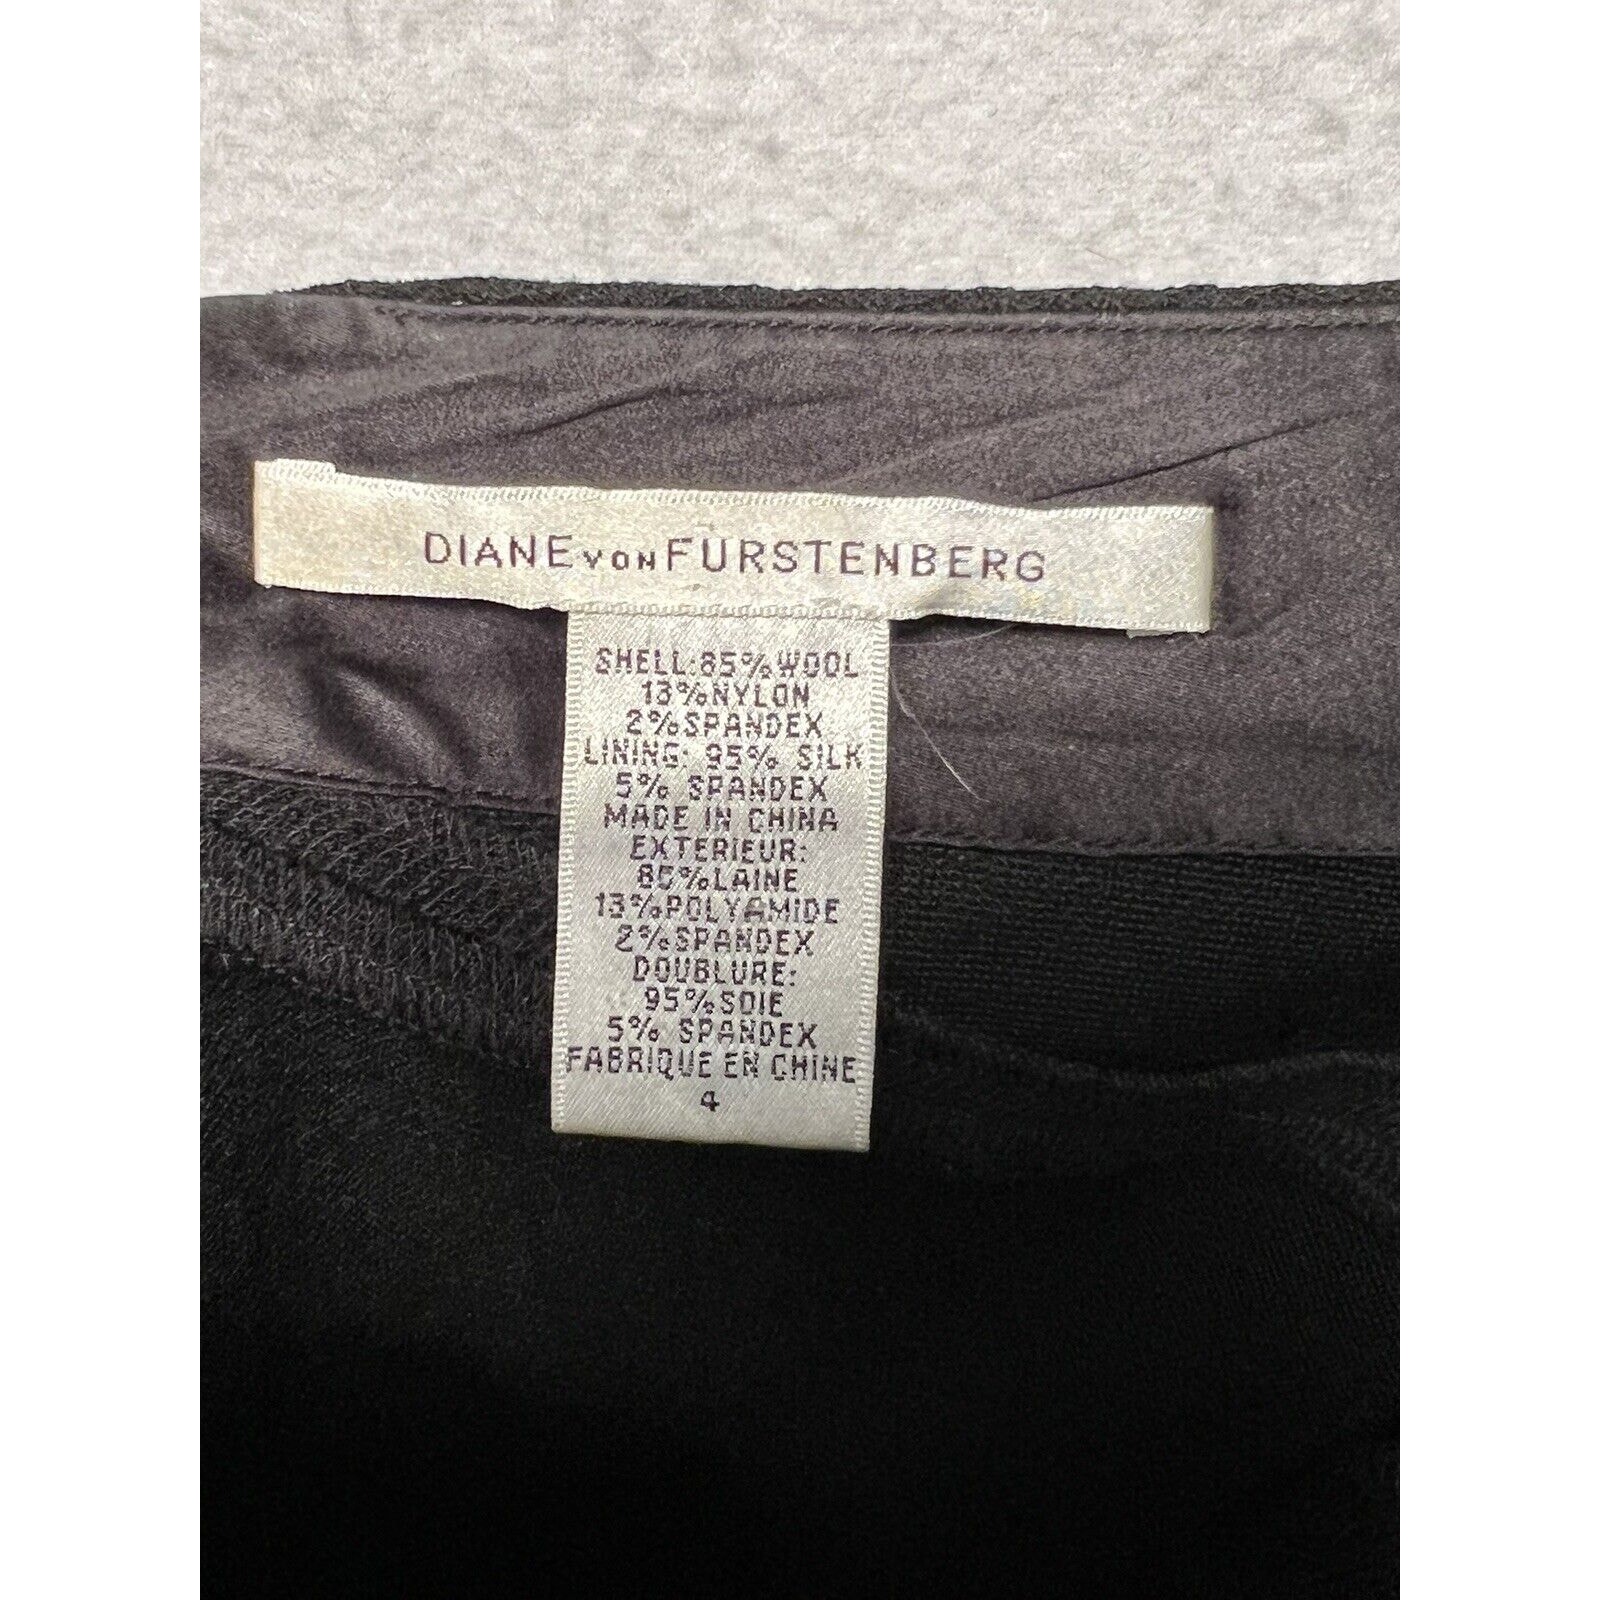 DIANE VON FURSTENBERG
SHELL: 85% WOOL
13% NYLON
2% SPANDEX
LINING: 95% SILK
5% SPANDEX
MADE IN CHINA
EXTERIEUR:
85% LAINE
13% POLYAMIDE
2% SPANDEX
DOUBLURE:
95% SOIE
5% SPANDEX
FABRIQUE EN CHINE
4